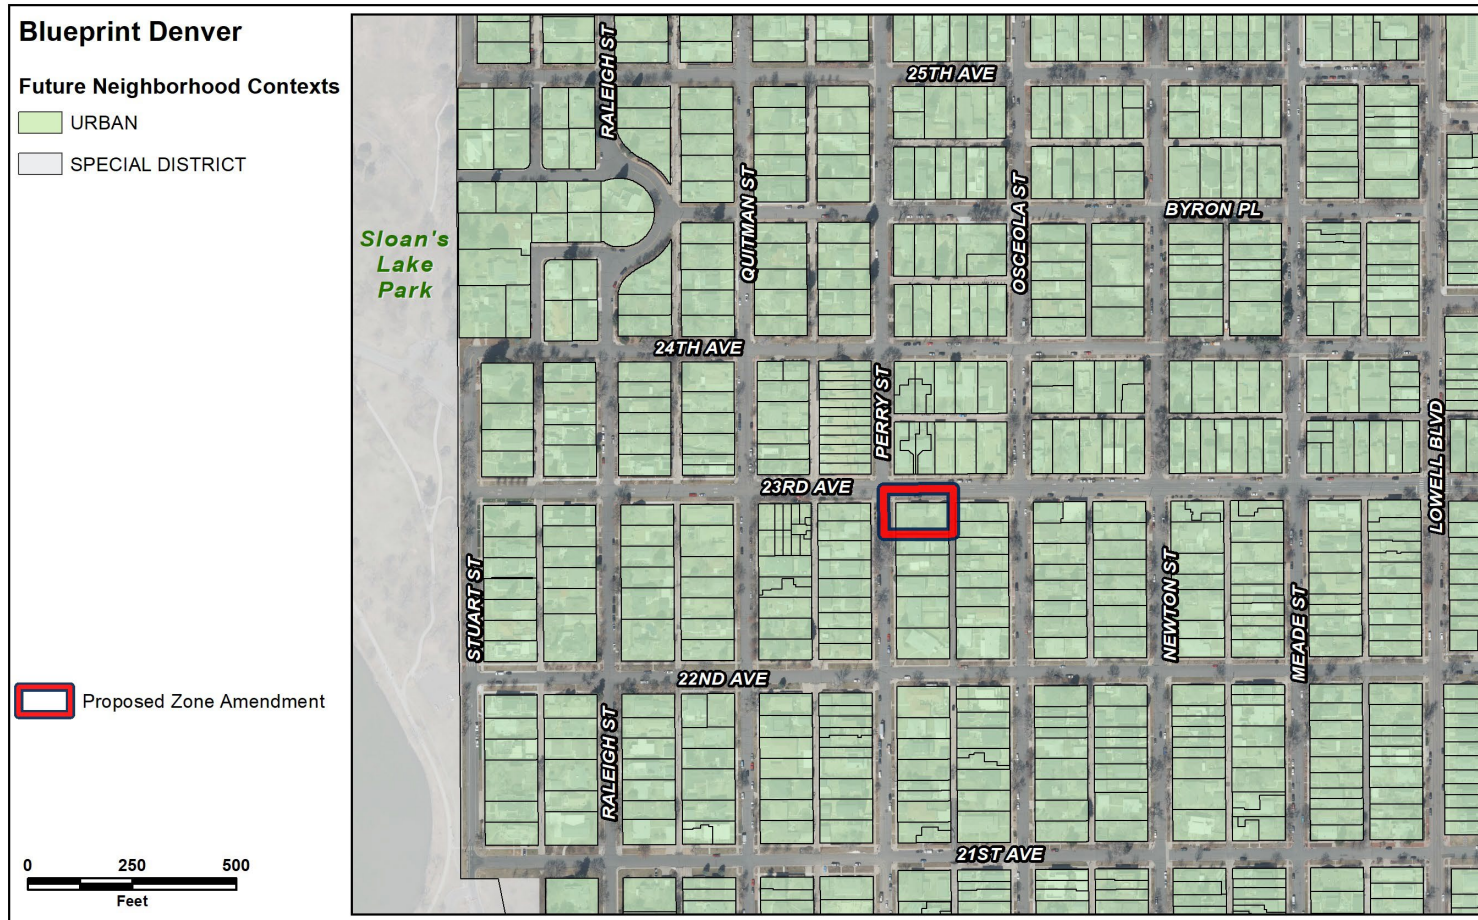 Blueprint Denver
Future Neighborhood Contexts
URBAN
SPECIAL DISTRICT
Proposed Zone Amendment
0 250 500
Feet
RALEIGH ST
25TH AVE
QUITMAN ST
OSCEOLA ST
BYRON PL
Sloan's
Lake
Park
24TH AVE
PERRY ST
LOWELL BLVD
23RD AVE
STUART ST
NEWTON ST
MEADE ST
22ND AVE
RALEIGH ST
21ST AVE